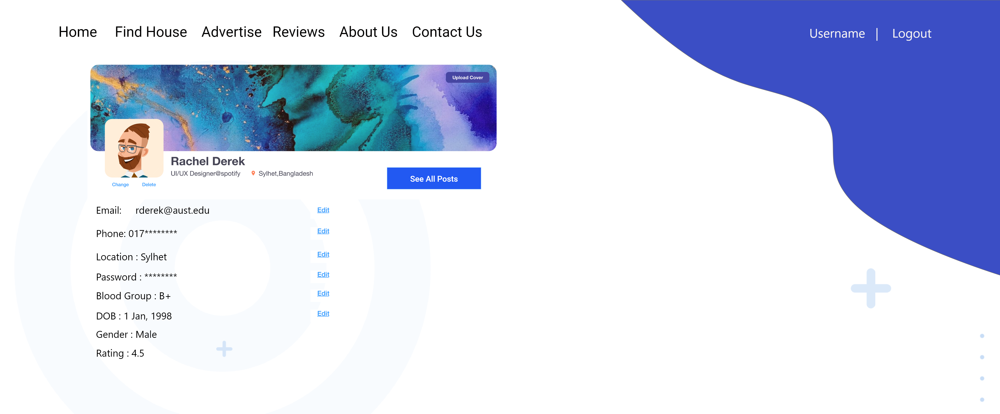 Home Find House Advertise Reviews About Us Contact Us Username | Logout
Upload Cover
Rachel Derek
UI/UX Designer@spotify Sylhet,Bangladesh
See All Posts
Change Delete
Email: rderek@aust.edu Edit
Phone: 017******** Edit
Location : Sylhet Edit
Password : ******** Edit
Blood Group : B+ Edit
DOB : 1 Jan, 1998 Edit
Gender : Male
Rating : 4.5